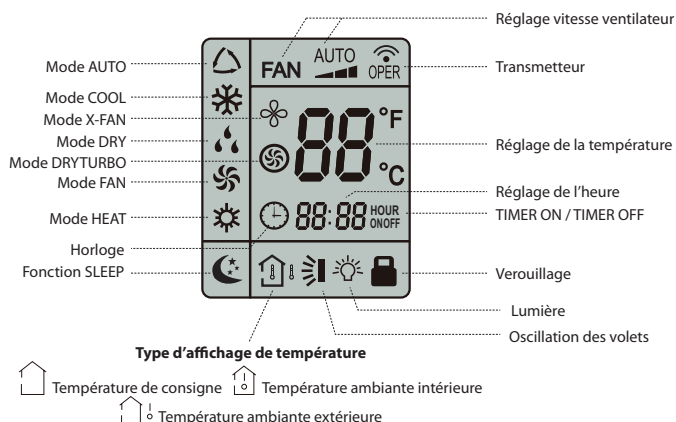 Réglage vitesse ventilateur
AUTO
FAN
OPER
Transmetteur
Mode AUTO
Mode COOL
Mode X-FAN
Mode DRY
Mode DRYTURBO
Mode FAN
Mode HEAT
Horloge
Fonction SLEEP
88
°F
°C
Réglage de la température
Réglage de l'heure
88:88
HOUR
ONOFF
TIMER ON / TIMER OFF
Verouillage
Lumière
Oscillation des volets
Type d'affichage de température
Température de consigne Température ambiante intérieure
Température ambiante extérieure